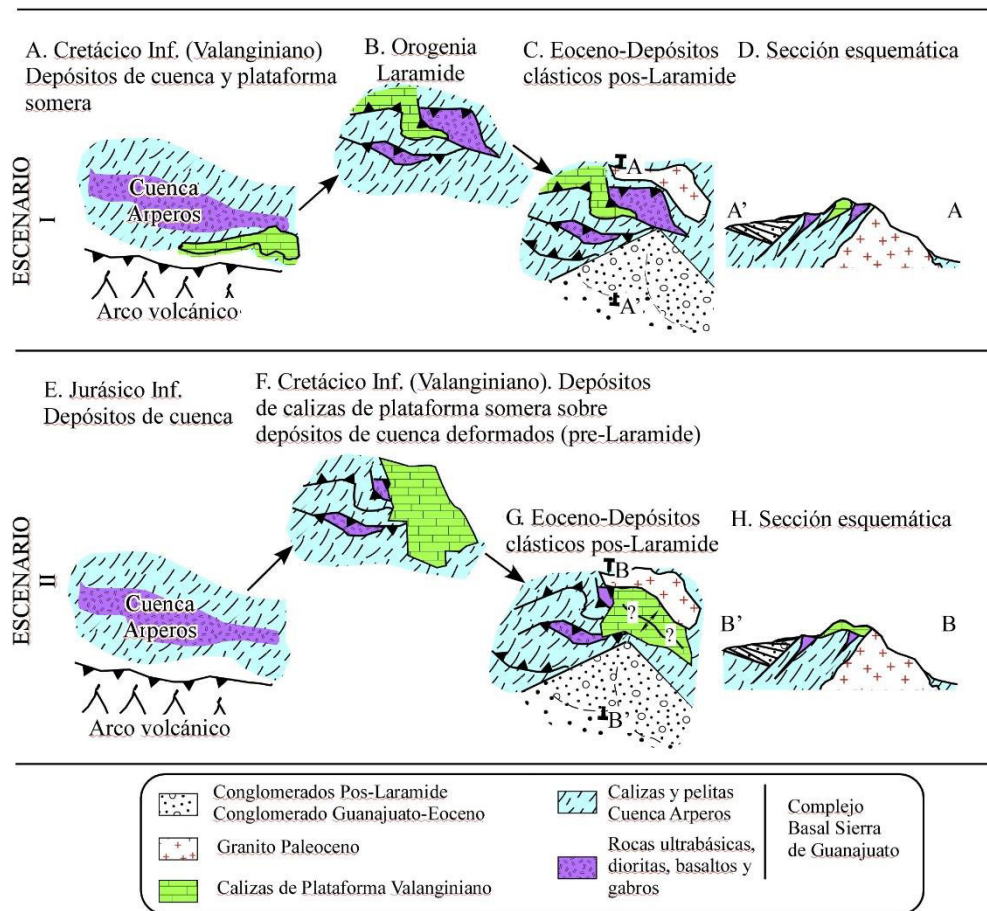 A. Cretácico Inf. (Valanginiano)
Depósitos de cuenca y plataforma
somera
B. Orogenia
Laramide
C. Eoceno-Depósitos
clásticos pos-Laramide
D. Sección esquemática
ESCENARIO
I
Cuenca
Arperos
Arco volcánico
A
A'
A'
A
E. Jurásico Inf.
Depósitos de cuenca
F. Cretácico Inf. (Valanginiano). Depósitos
de calizas de plataforma somera sobre
depósitos de cuenca deformados (pre-Laramide)
G. Eoceno-Depósitos
clásticos pos-Laramide
H. Sección esquemática
ESCENARIO
II
Cuenca
Arperos
Arco volcánico
B
?
?
B'
B'
B
Conglomerados Pos-Laramide
Conglomerado Guanajuato-Eoceno
Granito Paleoceno
Calizas de Plataforma Valanginiano
Calizas y pelitas
Cuenca Arperos
Rocas ultrabásicas,
dioritas, basaltos y
gabros
Complejo
Basal Sierra
de Guanajuato